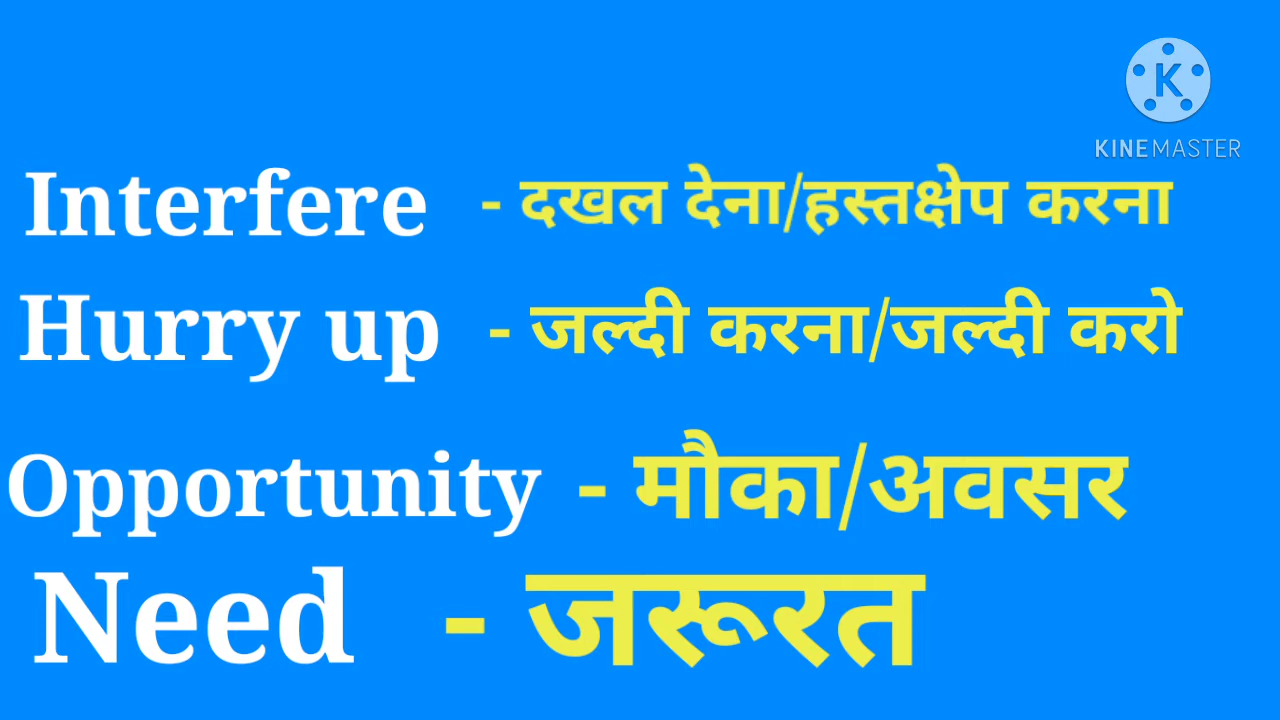 K
KINEMASTER
Interfere - दखल देना/हस्तक्षेप करना
Hurry up - जल्दी करना/जल्दी करो
Opportunity - मौका/अवसर
Need - जरूरत